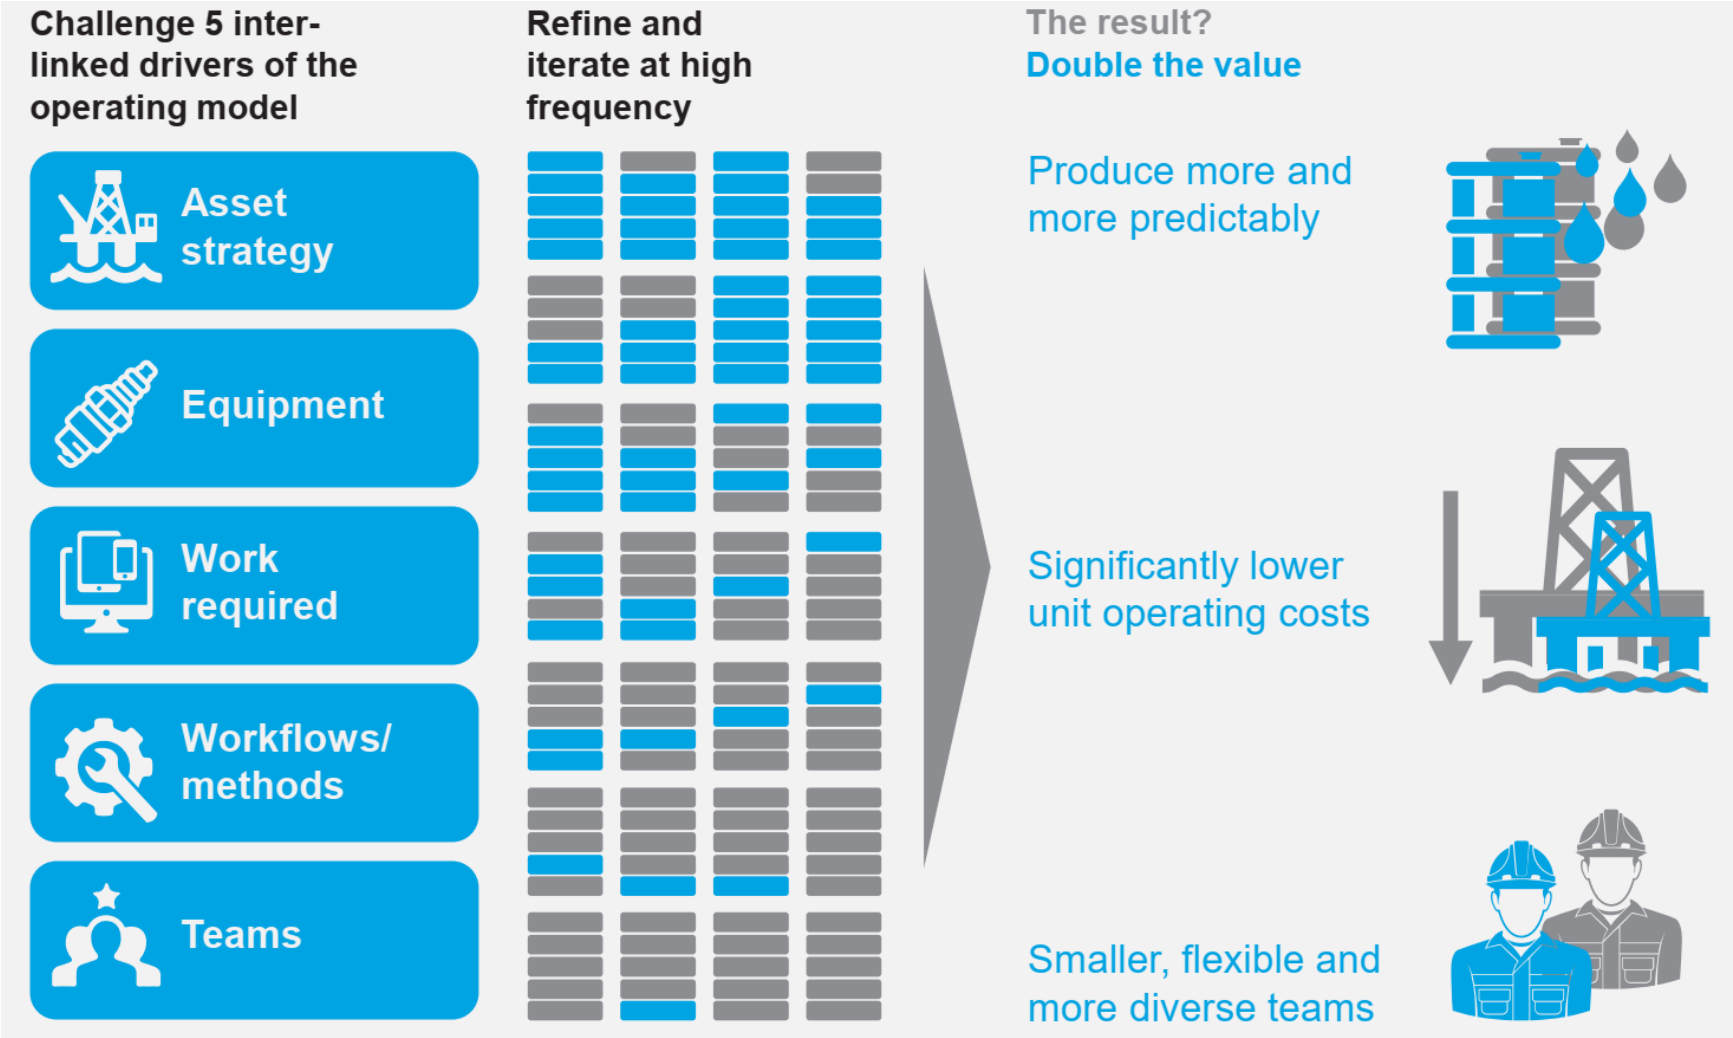 Challenge 5 inter-
linked drivers of the
operating model
Asset
strategy
Equipment
Work
required
Workflows/
methods
Teams
Refine and
iterate at high
frequency
The result?
Double the value
Produce more and
more predictably
Significantly lower
unit operating costs
Smaller, flexible and
more diverse teams